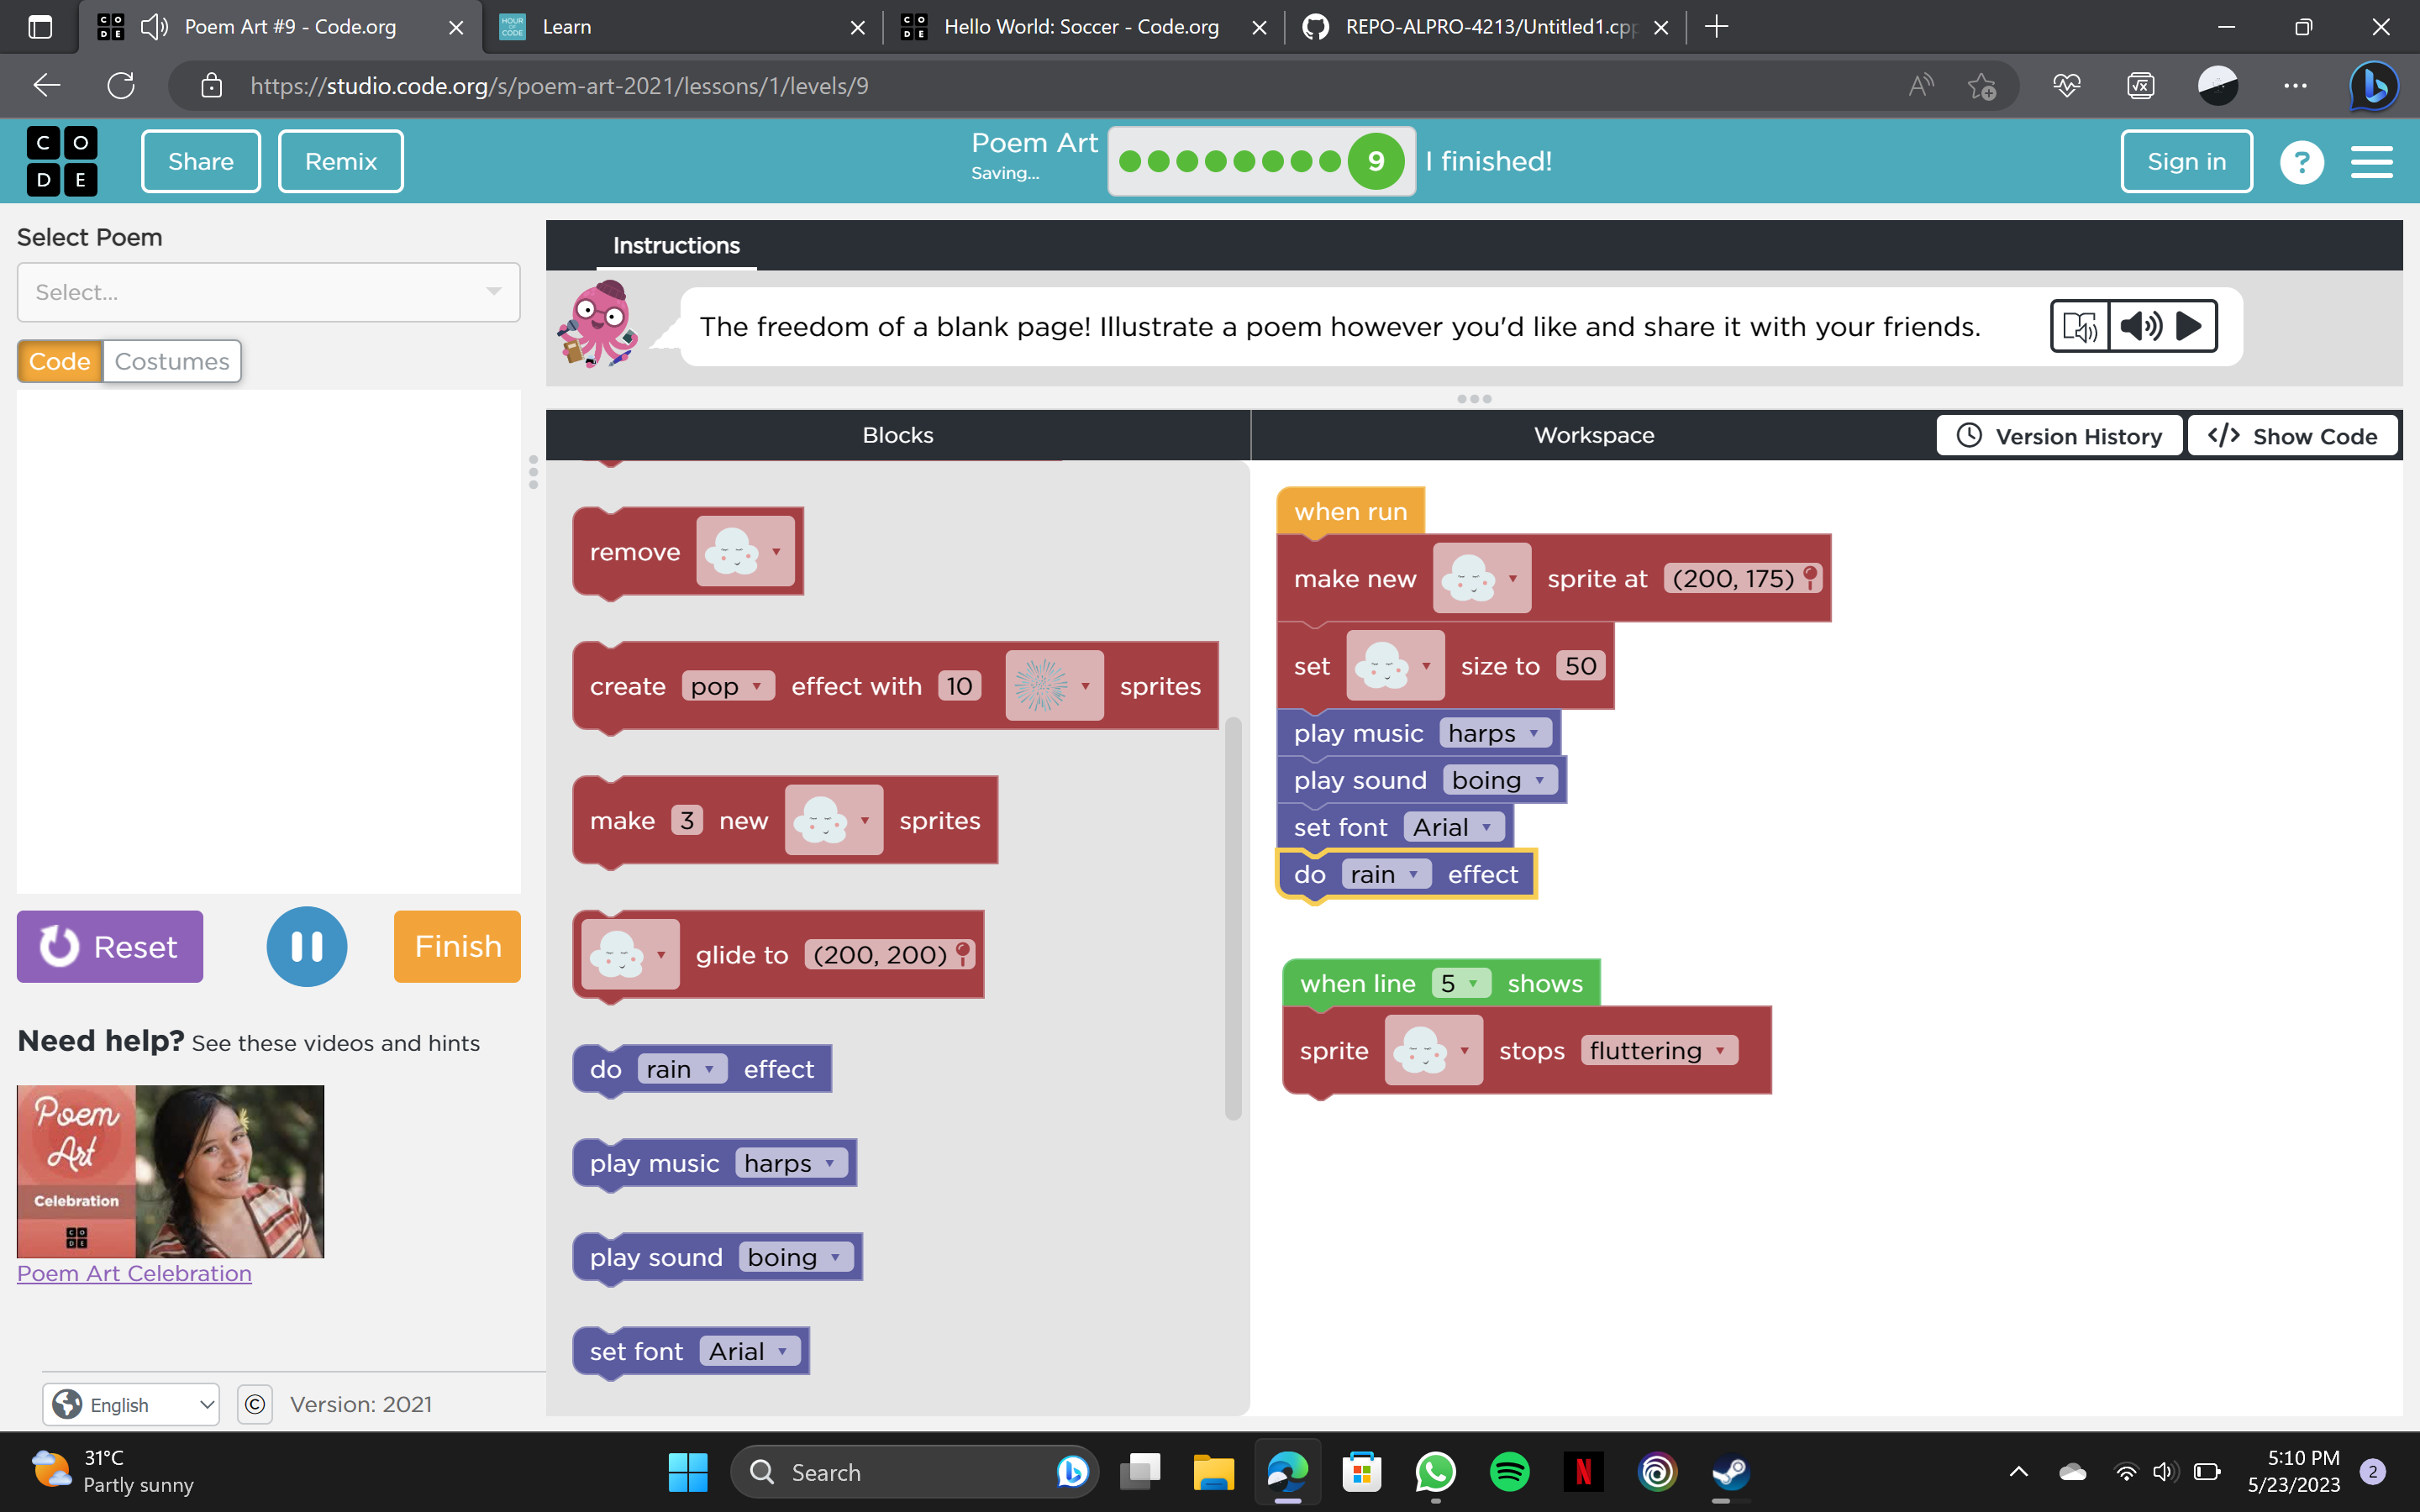 Poem Art #9 - Code.org
HOUR OF CODE Learn
Hello World: Soccer - Code.org
REPO-ALPRO-4213/Untitled1.cpp
https://studio.code.org/s/poem-art-2021/lessons/1/levels/9
C O D E
Share
Remix
Poem Art
Saving...
9
I finished!
Sign in
?
Select Poem
Select...
Code
Costumes
Instructions
The freedom of a blank page! Illustrate a poem however you'd like and share it with your friends.
Blocks
Workspace
Version History
</> Show Code
remove
create pop effect with 10 sprites
make 3 new sprites
glide to (200, 200)
do rain effect
play music harps
play sound boing
set font Arial
when run
make new sprite at (200, 175)
set size to 50
play music harps
play sound boing
set font Arial
do rain effect
when line 5 shows
sprite stops fluttering
Reset
Finish
Need help? See these videos and hints
Poem
Art
Celebration
C O D E
Poem Art Celebration
English
©
Version: 2021
31°C
Partly sunny
Search
5:10 PM
5/23/2023
2